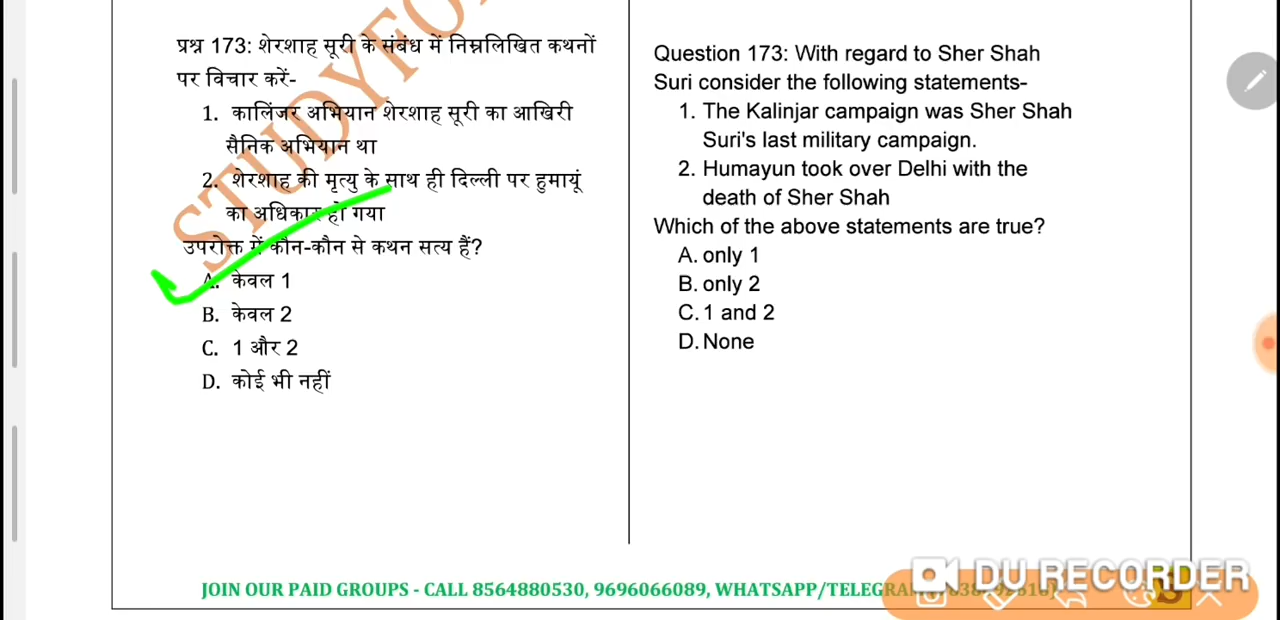 प्रश्न 173: शेरशाह सूरी के संबंध में निम्नलिखित कथनों
पर विचार करें-
1. कालिंजर अभियान शेरशाह सूरी का आखिरी
सैनिक अभियान था
2. शेरशाह की मृत्यु के साथ ही दिल्ली पर हुमायूं
का अधिकार हो गया
उपरोक्त में कौन-कौन से कथन सत्य हैं?
A. केवल 1
B. केवल 2
C. 1 और 2
D. कोई भी नहीं
Question 173: With regard to Sher Shah
Suri consider the following statements-
1. The Kalinjar campaign was Sher Shah
Suri's last military campaign.
2. Humayun took over Delhi with the
death of Sher Shah
Which of the above statements are true?
A. only 1
B. only 2
C. 1 and 2
D. None
STUDYFO
JOIN OUR PAID GROUPS - CALL 8564880530, 9696066089, WHATSAPP/TELEGRA
DU RECORDER